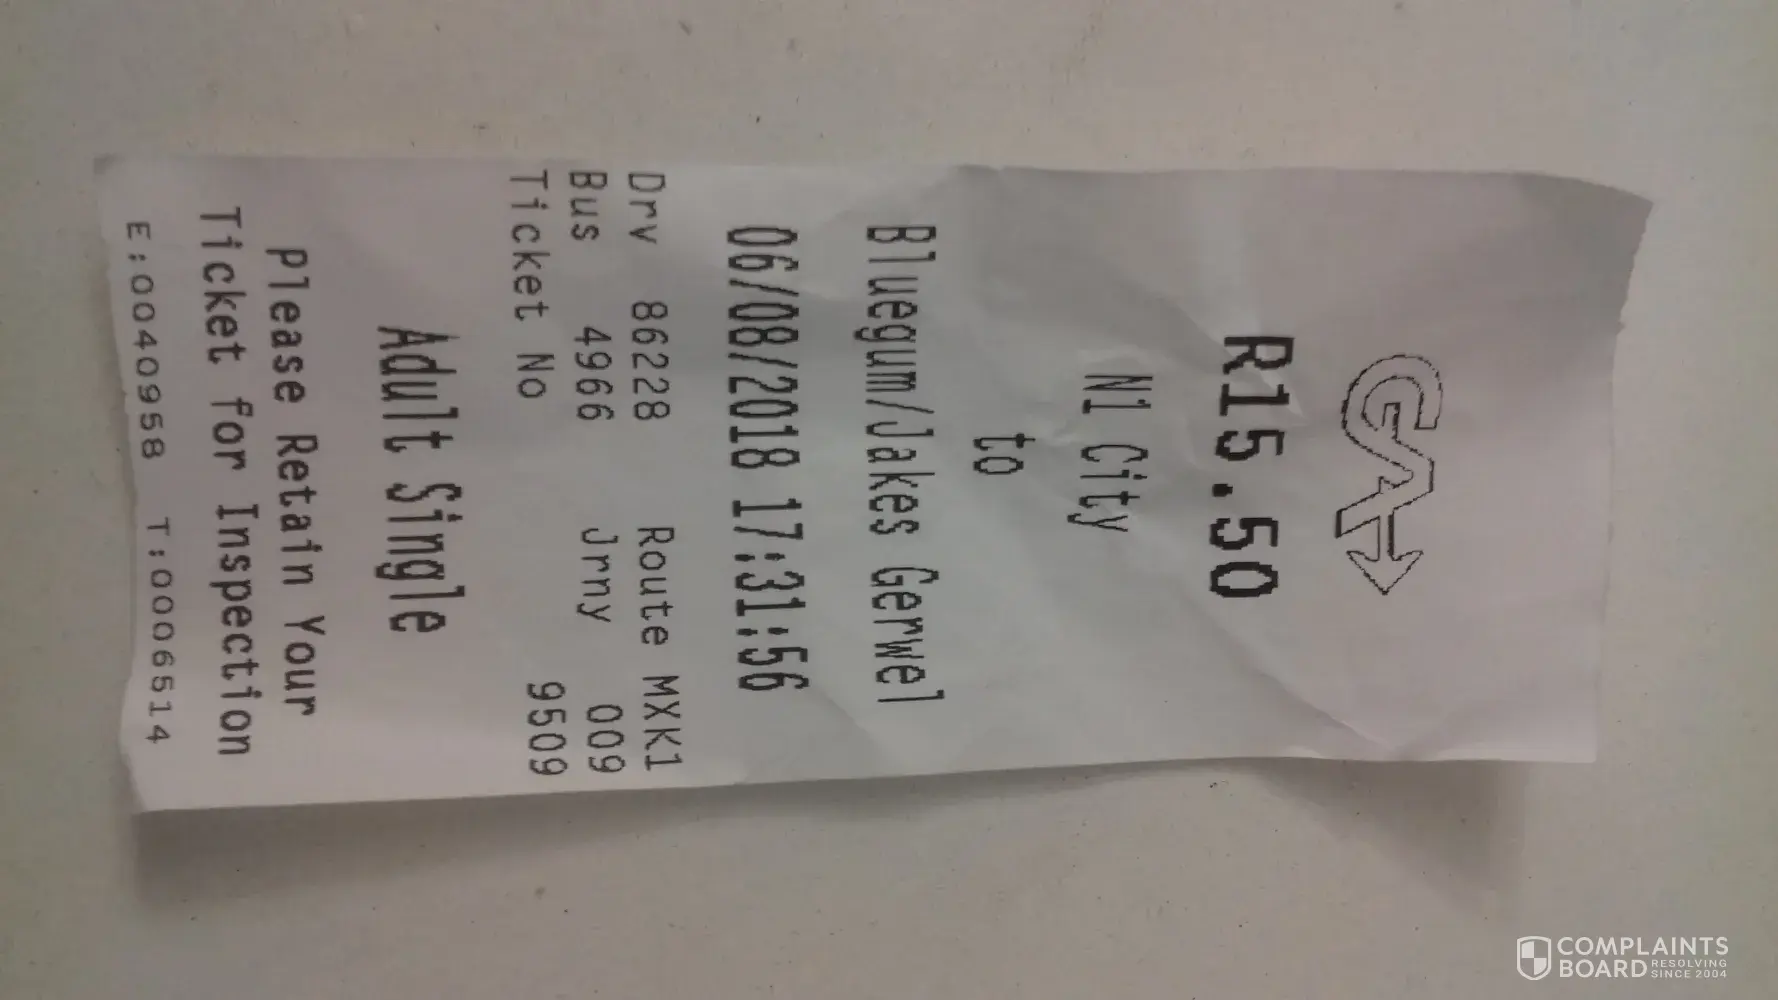 GA
R15.50
N1 City
to
Bluegum/Jakes Gerwel
06/08/2018 17:31:56
Drv 86228 Route MXK1
Bus 4966 Jrny 009
Ticket No 9509
Adult Single
Please Retain Your
Ticket for Inspection
E:0040958 T:0006514
COMPLAINTS
BOARD RESOLVING
SINCE 2004